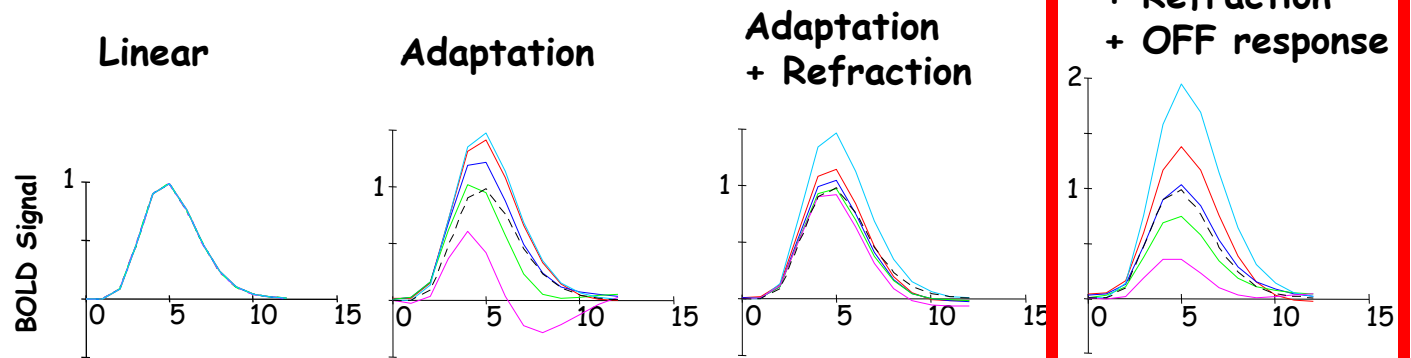 Linear
Adaptation
Adaptation
+ Refraction
+ Refraction
+ OFF response
BOLD Signal
1
0 5 10 15
1
0 5 10 15
1
0 5 10 15
2
1
0 5 10 15